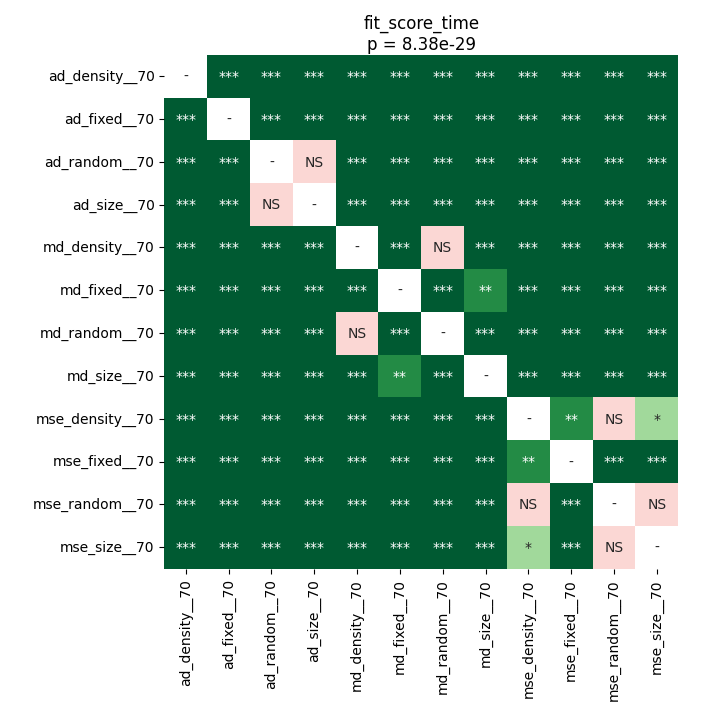 fit_score_time
p = 8.38e-29
ad_density__70 - *** *** *** *** *** *** *** *** *** *** ***
ad_fixed__70 *** - *** *** *** *** *** *** *** *** *** ***
ad_random__70 *** *** - NS *** *** *** *** *** *** *** ***
ad_size__70 *** *** NS - *** *** *** *** *** *** *** ***
md_density__70 *** *** *** *** - *** NS *** *** *** *** ***
md_fixed__70 *** *** *** *** *** - *** ** *** *** *** ***
md_random__70 *** *** *** *** NS *** - *** *** *** *** ***
md_size__70 *** *** *** *** *** ** *** - *** *** *** ***
mse_density__70 *** *** *** *** *** *** *** *** - ** NS *
mse_fixed__70 *** *** *** *** *** *** *** *** ** - *** ***
mse_random__70 *** *** *** *** *** *** *** *** NS *** - NS
mse_size__70 *** *** *** *** *** *** *** *** * *** NS -
ad_density__70
ad_fixed__70
ad_random__70
ad_size__70
md_density__70
md_fixed__70
md_random__70
md_size__70
mse_density__70
mse_fixed__70
mse_random__70
mse_size__70